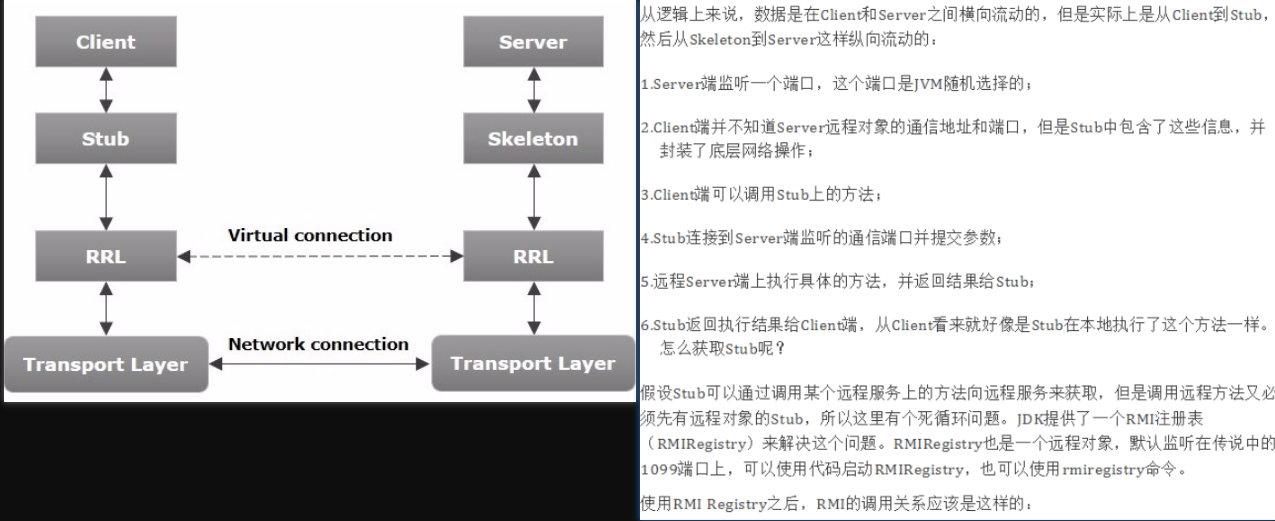 Client
Server
Stub
Skeleton
Virtual connection
RRL
RRL
Network connection
Transport Layer
Transport Layer
从逻辑上来说，数据是在Client和Server之间横向流动的，但是实际上是从Client到Stub，
然后从Skeleton到Server这样纵向流动的：
1.Server端监听一个端口，这个端口是JVM随机选择的；
2.Client端并不知道Server远程对象的通信地址和端口，但是Stub中包含了这些信息，并
封装了底层网络操作；
3.Client端可以调用Stub上的方法；
4.Stub连接到Server端监听的通信端口并提交参数；
5.远程Server端上执行具体的方法，并返回结果给Stub；
6.Stub返回执行结果给Client端，从Client看来就好像是Stub在本地执行了这个方法一样。
怎么获取Stub呢？
假设Stub可以通过调用某个远程服务上的方法向远程服务来获取，但是调用远程方法又必
须先有远程对象的Stub，所以这里有个死循环问题。JDK提供了一个RMI注册表
（RMIRegistry）来解决这个问题。RMIRegistry也是一个远程对象，默认监听在传说中的
1099端口上，可以使用代码启动RMIRegistry，也可以使用rmiregistry命令。
使用RMI Registry之后，RMI的调用关系应该是这样的：